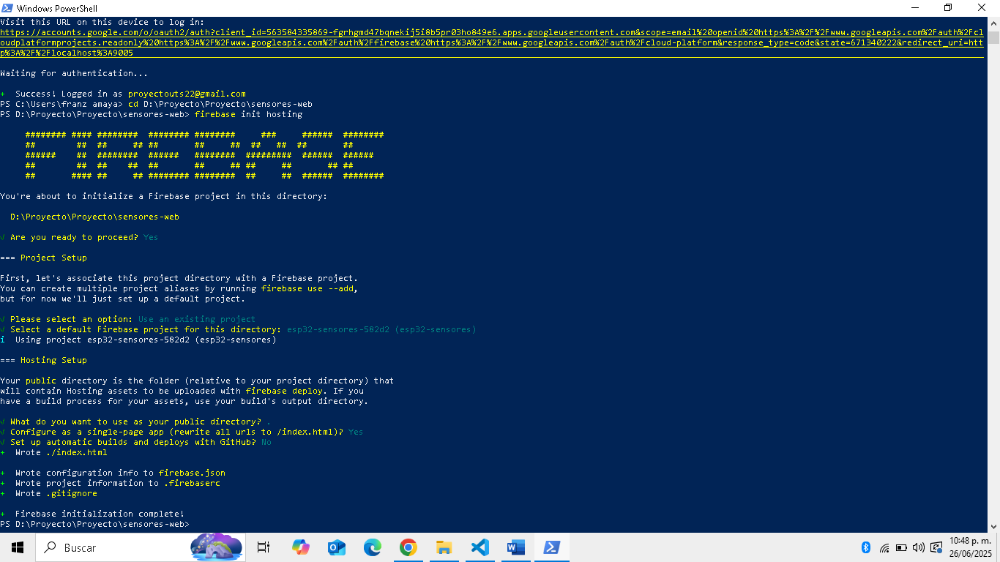 Windows PowerShell
Visit this URL on this device to log in:
https://accounts.google.com/o/oauth2/auth?client_id=563584335869-fgrhgmd47bqnekij5i8b5pr03ho849e6.apps.googleusercontent.com&scope=email%20openid%20https%3A%2F%2Fwww.googleapis.com%2Fauth%2Fcl
oudplatformprojects.readonly%20https%3A%2F%2Fwww.googleapis.com%2Fauth%2Ffirebase%20https%3A%2F%2Fwww.googleapis.com%2Fauth%2Fcloud-platform&response_type=code&state=671340222&redirect_uri=htt
p%3A%2F%2Flocalhost%3A9005
Waiting for authentication...
+  Success! Logged in as proyectouts22@gmail.com
PS C:\Users\franz amaya> cd D:\Proyecto\Proyecto\sensores-web
PS D:\Proyecto\Proyecto\sensores-web> firebase init hosting
FIREBASE
You're about to initialize a Firebase project in this directory:
D:\Proyecto\Proyecto\sensores-web
√ Are you ready to proceed? Yes
=== Project Setup
First, let's associate this project directory with a Firebase project.
You can create multiple project aliases by running firebase use --add,
but for now we'll just set up a default project.
√ Please select an option: Use an existing project
√ Select a default Firebase project for this directory: esp32-sensores-582d2 (esp32-sensores)
i  Using project esp32-sensores-582d2 (esp32-sensores)
=== Hosting Setup
Your public directory is the folder (relative to your project directory) that
will contain Hosting assets to be uploaded with firebase deploy. If you
have a build process for your assets, use your build's output directory.
√ What do you want to use as your public directory? .
√ Configure as a single-page app (rewrite all urls to /index.html)? Yes
√ Set up automatic builds and deploys with GitHub? No
+  Wrote ./index.html
+  Wrote configuration info to firebase.json
+  Wrote project information to .firebaserc
+  Wrote .gitignore
+  Firebase initialization complete!
PS D:\Proyecto\Proyecto\sensores-web>
Buscar
10:48 p. m.
26/06/2025